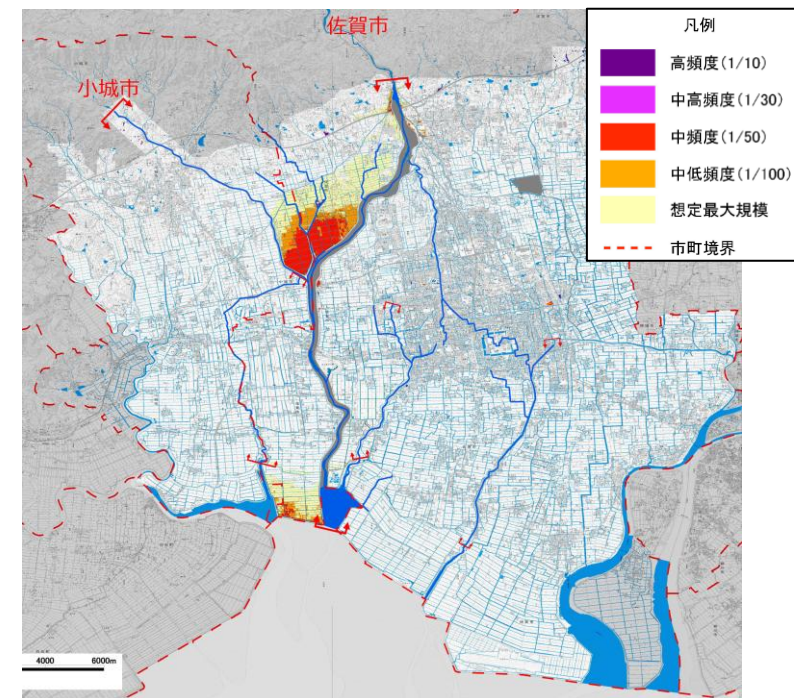 佐賀市
小城市
凡例
高頻度(1/10)
中高頻度(1/30)
中頻度(1/50)
中低頻度(1/100)
想定最大規模
市町境界
4000 6000m